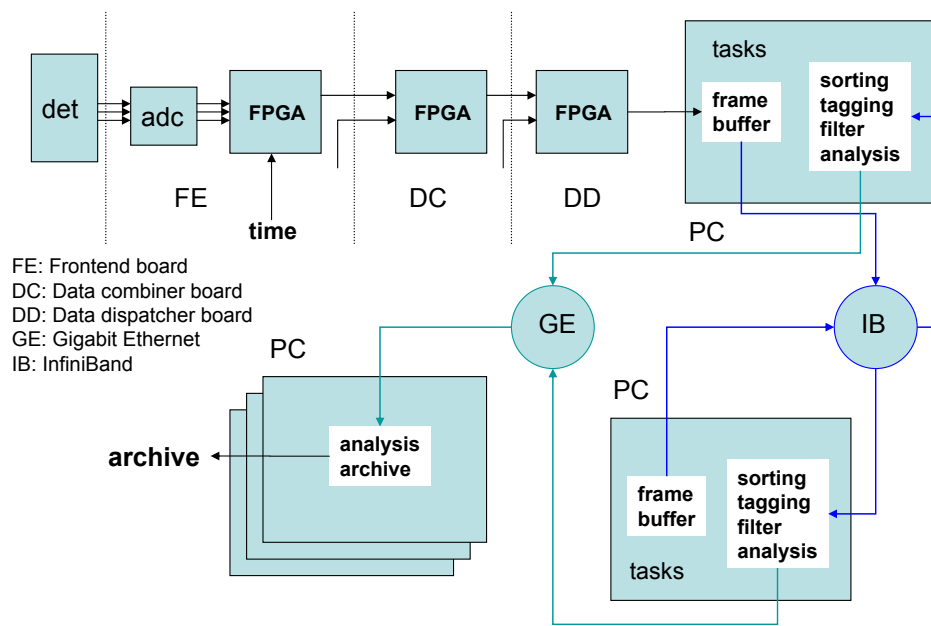 tasks
det
adc
FPGA
FPGA
FPGA
frame
buffer
sorting
tagging
filter
analysis
FE
DC
DD
time
PC
FE: Frontend board
DC: Data combiner board
DD: Data dispatcher board
GE: Gigabit Ethernet
IB: InfiniBand
GE
IB
PC
PC
analysis
archive
archive
frame
buffer
sorting
tagging
filter
analysis
tasks